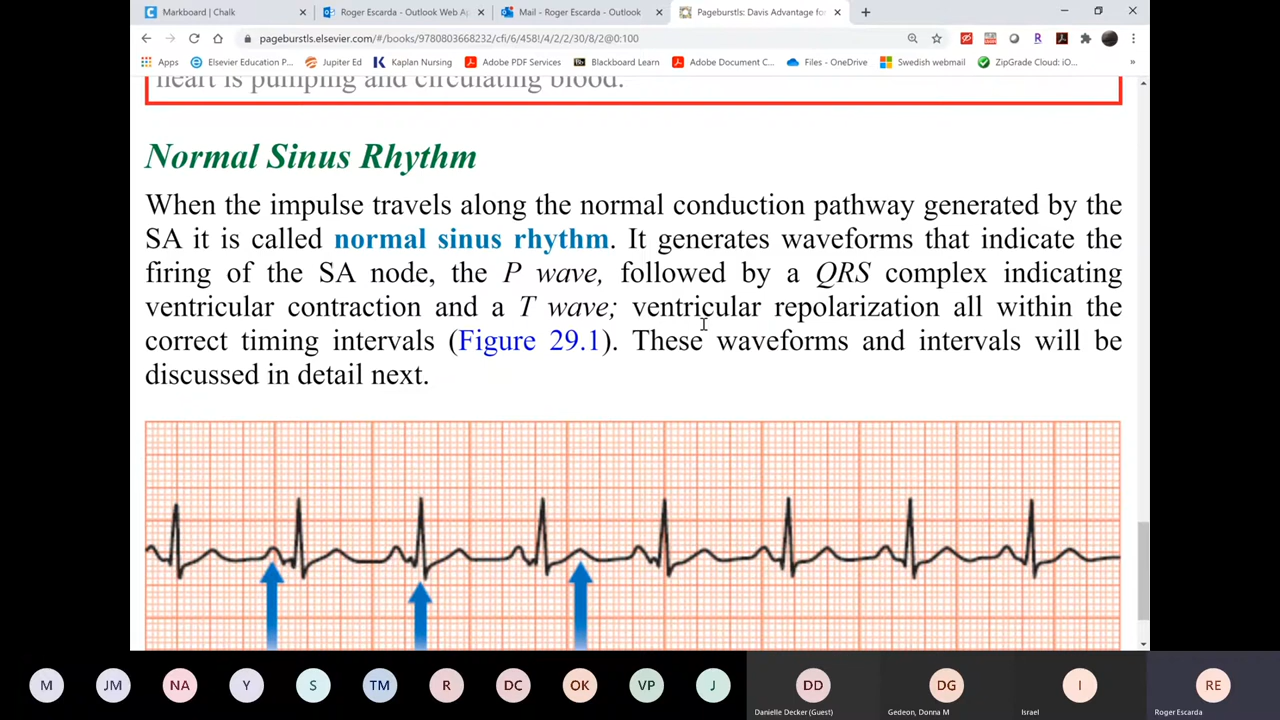 Markboard | Chalk
Roger Escarda - Outlook Web Ap
Mail - Roger Escarda - Outlook
Pageburstls: Davis Advantage for
pageburstls.elsevier.com/#/books/9780803668232/cfi/6/458!/4/2/2/30/8/2@0:100
Apps
Elsevier Education P...
Jupiter Ed
Kaplan Nursing
Adobe PDF Services
Blackboard Learn
Adobe Document C...
Files - OneDrive
Swedish webmail
ZipGrade Cloud: iO...
heart is pumping and circulating blood.
Normal Sinus Rhythm
When the impulse travels along the normal conduction pathway generated by the
SA it is called normal sinus rhythm. It generates waveforms that indicate the
firing of the SA node, the P wave, followed by a QRS complex indicating
ventricular contraction and a T wave; ventricular repolarization all within the
correct timing intervals (Figure 29.1). These waveforms and intervals will be
discussed in detail next.
M JM NA Y S TM R DC OK VP J DD DG I RE
Danielle Decker (Guest)
Gedeon, Donna M
Israel
Roger Escarda